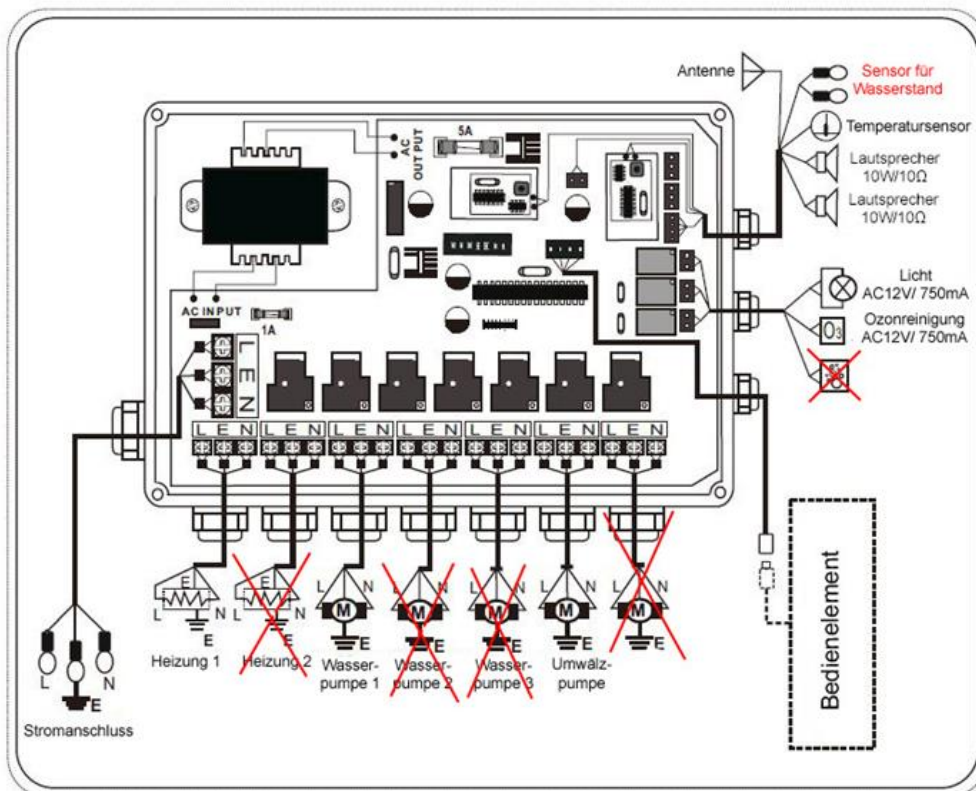 Antenne
Sensor für
Wasserstand
Temperatursensor
Lautsprecher
10W/10Ω
Lautsprecher
10W/10Ω
5A
AC
OUTPUT
AC INPUT
1A
Licht
AC12V/ 750mA
Ozonreinigung
AC12V/ 750mA
O3
L
E
N
L E N
L E N
L E N
L E N
L E N
L E N
L E N
E
L N
E
Heizung 1
E
L N
E
Heizung 2
L N
M
E
Wasser-
pumpe 1
L N
M
E
Wasser-
pumpe 2
L N
M
E
Wasser-
pumpe 3
L N
M
E
Umwälz-
pumpe
L N
M
E
L
N
E
Stromanschluss
Bedienelement